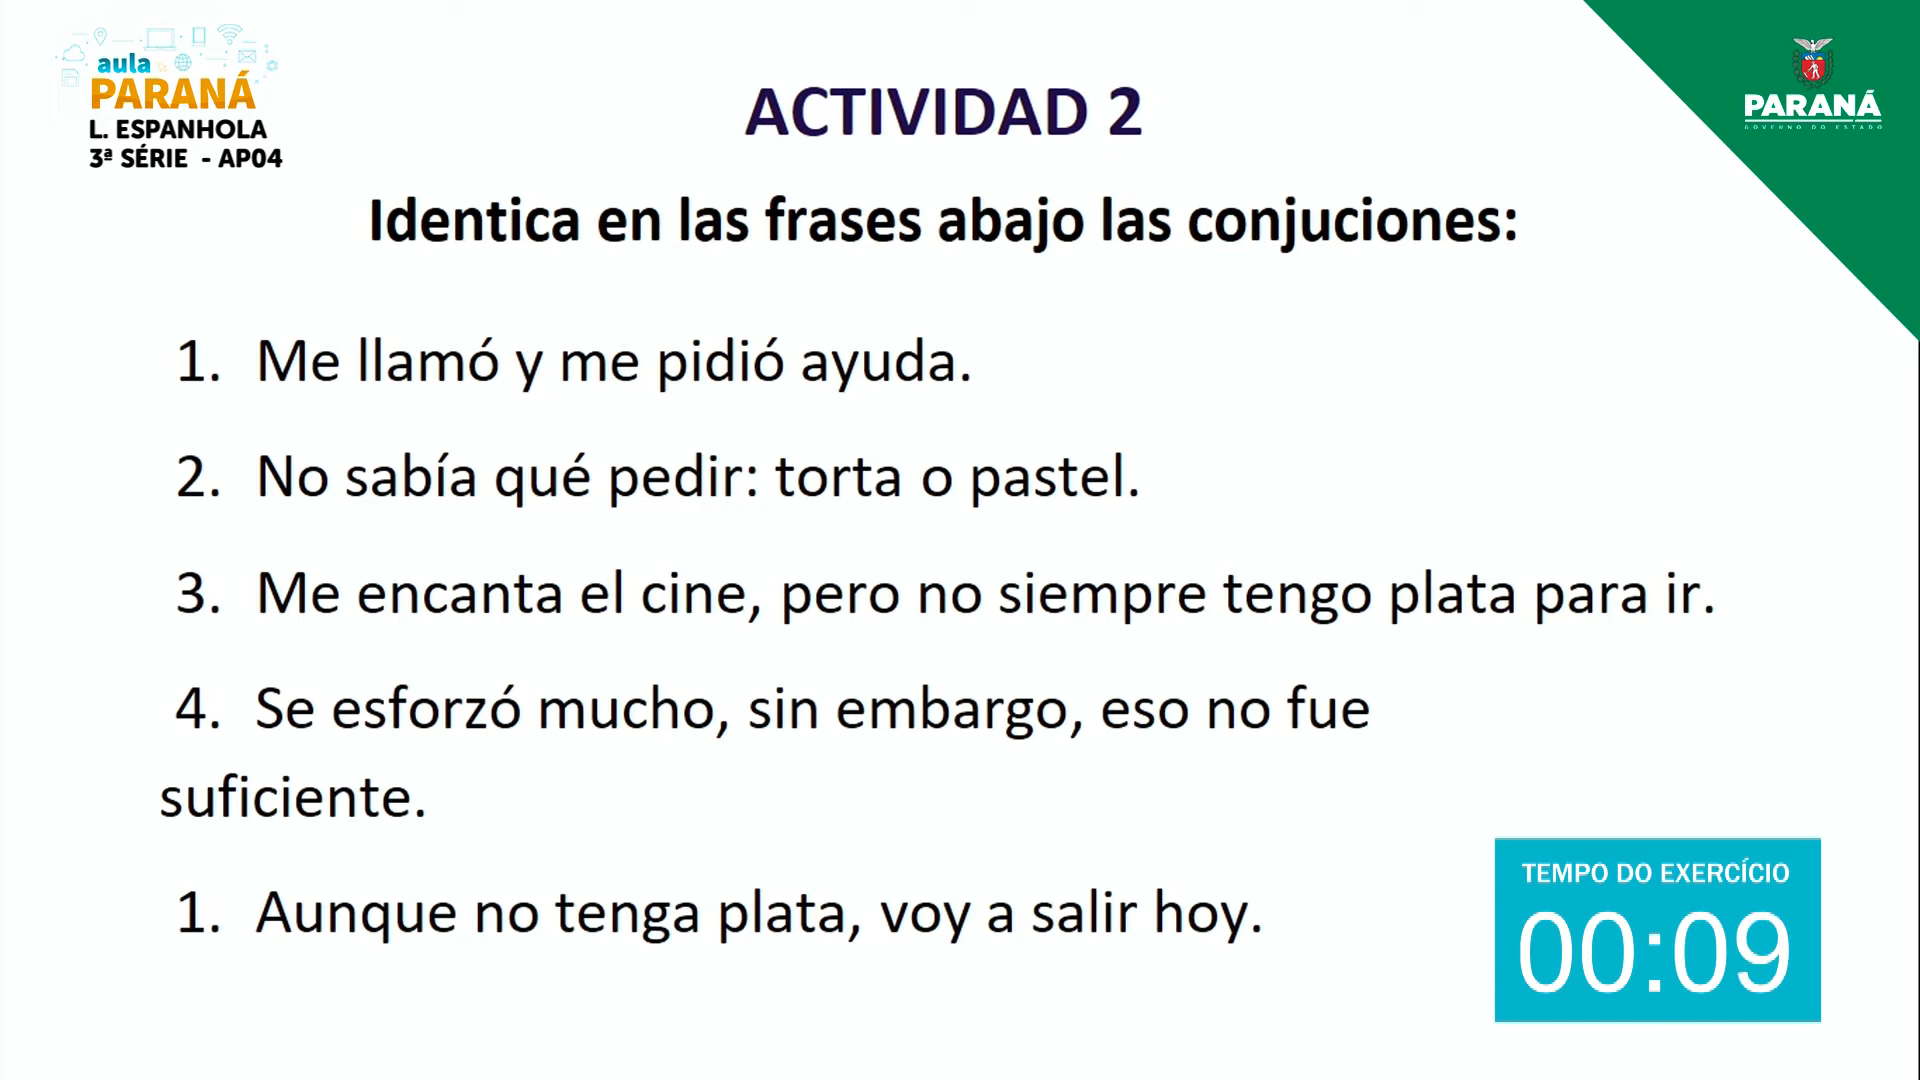 aula
PARANÁ
L. ESPANHOLA
3ª SÉRIE - AP04
PARANÁ
GOVERNO DO ESTADO
ACTIVIDAD 2
Identica en las frases abajo las conjuciones:
1. Me llamó y me pidió ayuda.
2. No sabía qué pedir: torta o pastel.
3. Me encanta el cine, pero no siempre tengo plata para ir.
4. Se esforzó mucho, sin embargo, eso no fue
suficiente.
1. Aunque no tenga plata, voy a salir hoy.
TEMPO DO EXERCÍCIO
00:09